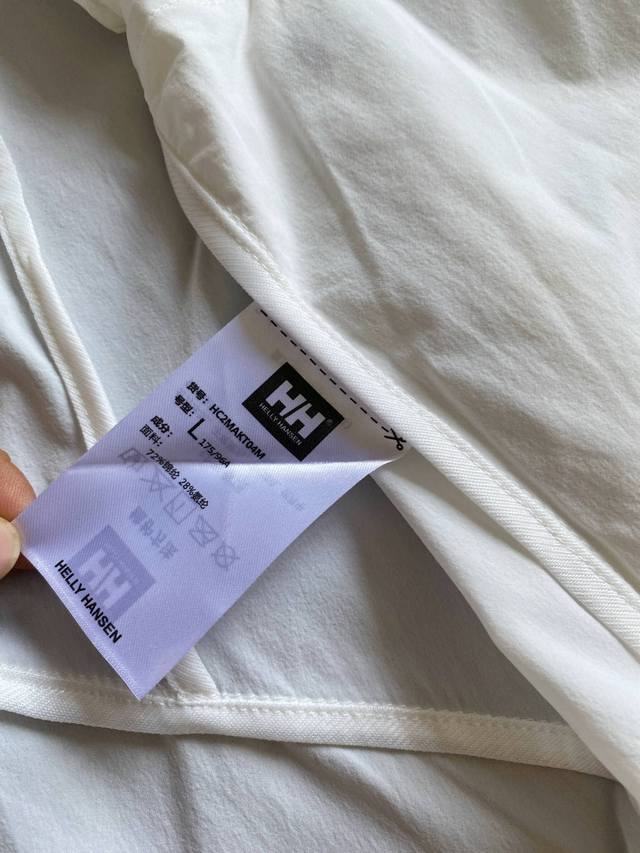 HH
HELLY HANSEN
货号：HC2MAKT04M
号型：L 175/96A
成分：
面料：72%锦纶 28%氨纶
HH
HELLY HANSEN